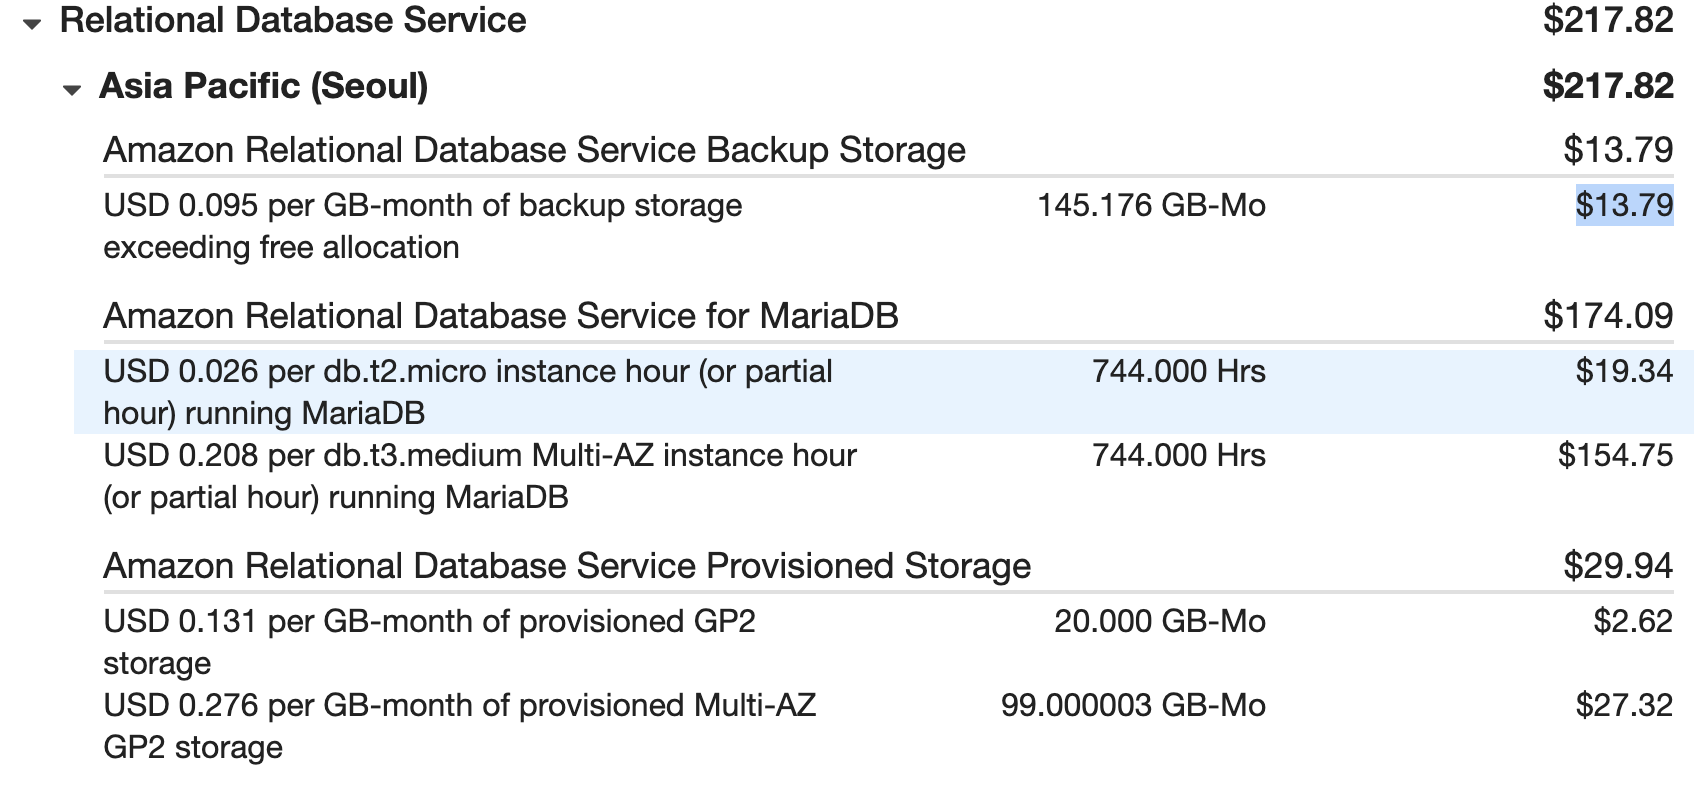 Relational Database Service $217.82
Asia Pacific (Seoul) $217.82
Amazon Relational Database Service Backup Storage $13.79
USD 0.095 per GB-month of backup storage 145.176 GB-Mo $13.79
exceeding free allocation
Amazon Relational Database Service for MariaDB $174.09
USD 0.026 per db.t2.micro instance hour (or partial 744.000 Hrs $19.34
hour) running MariaDB
USD 0.208 per db.t3.medium Multi-AZ instance hour 744.000 Hrs $154.75
(or partial hour) running MariaDB
Amazon Relational Database Service Provisioned Storage $29.94
USD 0.131 per GB-month of provisioned GP2 20.000 GB-Mo $2.62
storage
USD 0.276 per GB-month of provisioned Multi-AZ 99.000003 GB-Mo $27.32
GP2 storage